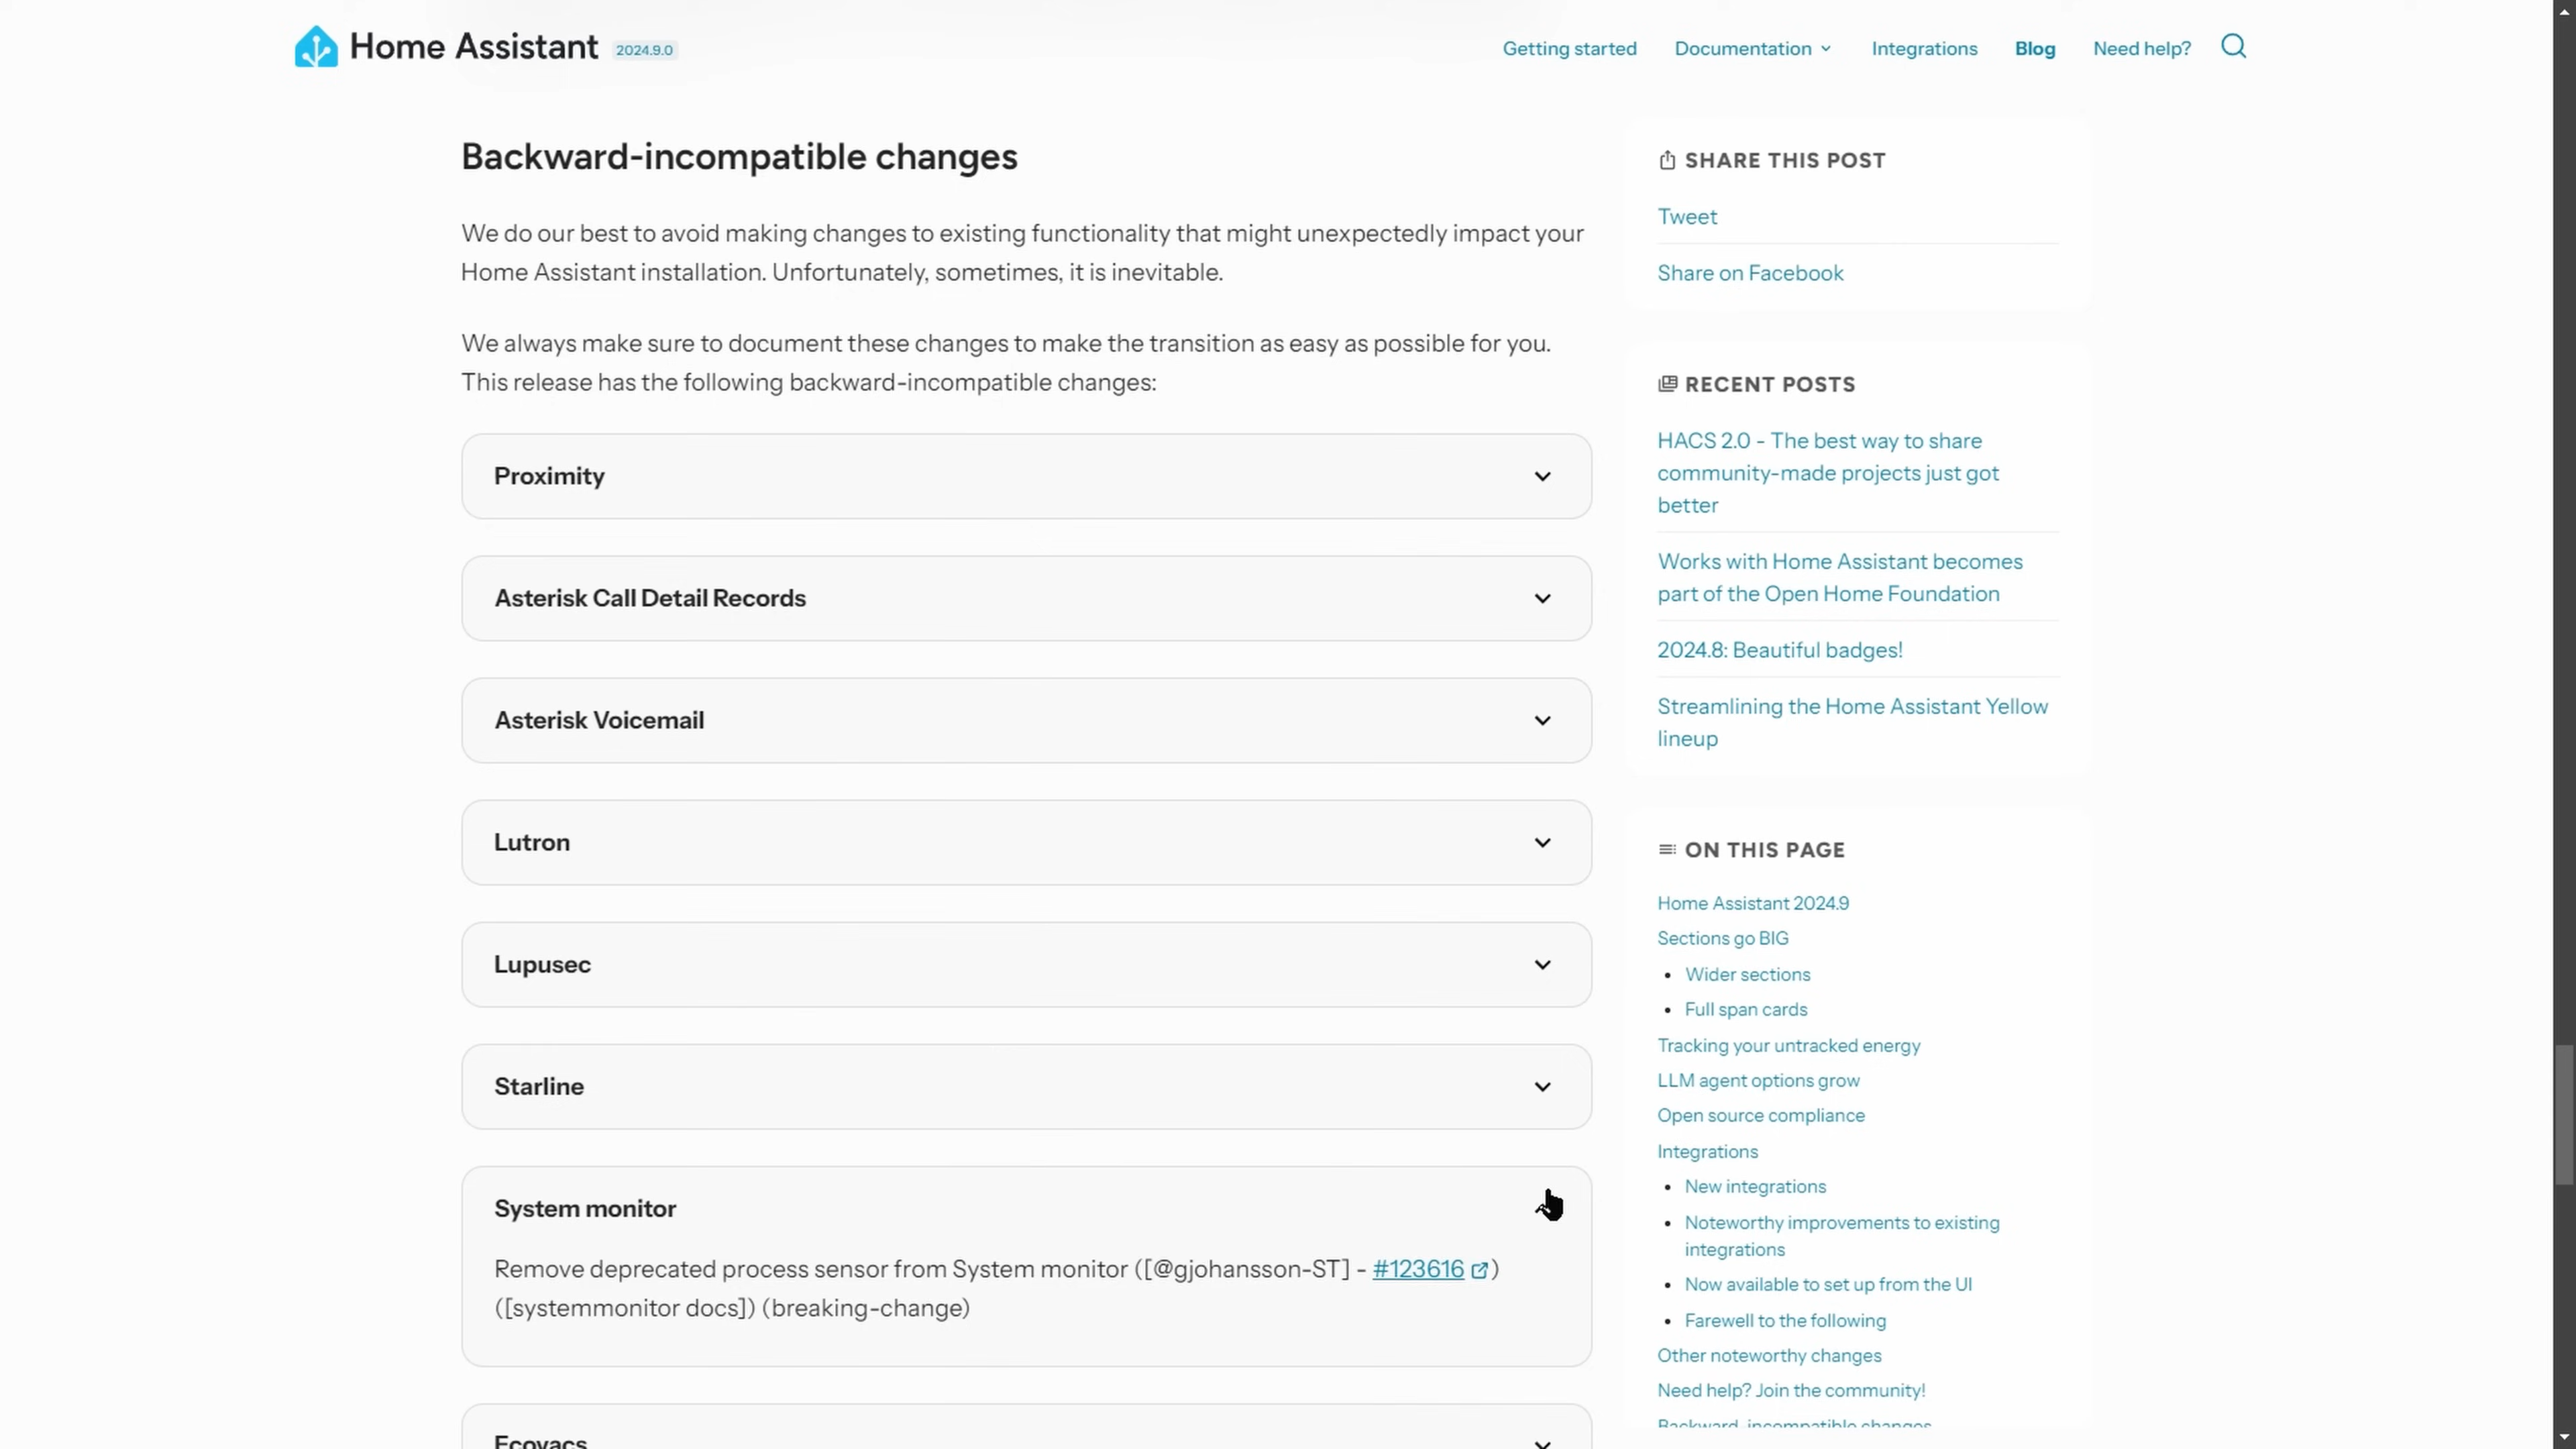 Home Assistant 2024.9.0
Getting started
Documentation
Integrations
Blog
Need help?
Backward-incompatible changes
We do our best to avoid making changes to existing functionality that might unexpectedly impact your
Home Assistant installation. Unfortunately, sometimes, it is inevitable.
We always make sure to document these changes to make the transition as easy as possible for you.
This release has the following backward-incompatible changes:
Proximity
Asterisk Call Detail Records
Asterisk Voicemail
Lutron
Lupusec
Starline
System monitor
Remove deprecated process sensor from System monitor ([@gjohansson-ST] - #123616)
([systemmonitor docs]) (breaking-change)
Ecovacs
SHARE THIS POST
Tweet
Share on Facebook
RECENT POSTS
HACS 2.0 - The best way to share
community-made projects just got
better
Works with Home Assistant becomes
part of the Open Home Foundation
2024.8: Beautiful badges!
Streamlining the Home Assistant Yellow
lineup
ON THIS PAGE
Home Assistant 2024.9
Sections go BIG
• Wider sections
• Full span cards
Tracking your untracked energy
LLM agent options grow
Open source compliance
Integrations
• New integrations
• Noteworthy improvements to existing
integrations
• Now available to set up from the UI
• Farewell to the following
Other noteworthy changes
Need help? Join the community!
Backward-incompatible changes